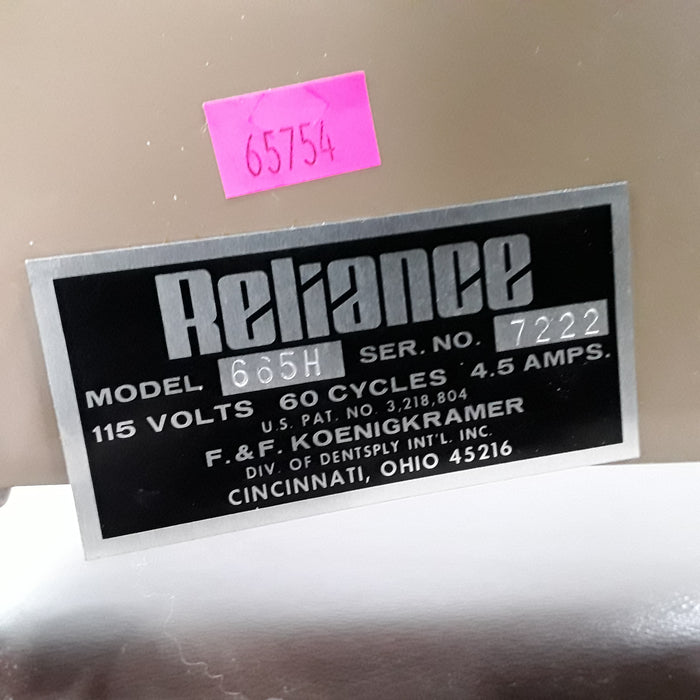 65754
Reliance
MODEL 665H SER. NO. 7222
115 VOLTS 60 CYCLES 4.5 AMPS.
U.S. PAT. NO. 3,218,804
F. & F. KOENIGKRAMER
DIV. OF DENTSPLY INT'L. INC.
CINCINNATI, OHIO 45216